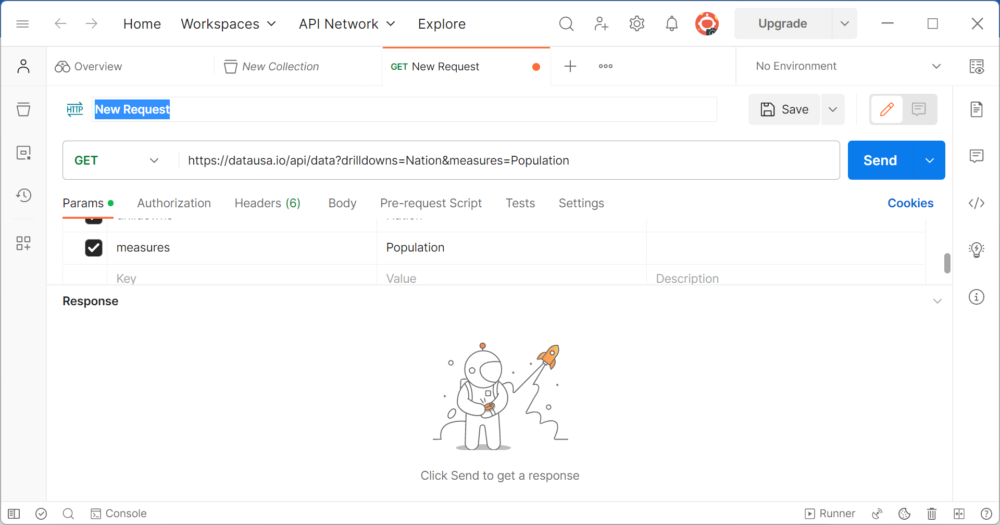 Home Workspaces API Network Explore Upgrade
Overview New Collection GET New Request No Environment
HTTP New Request Save
GET https://datausa.io/api/data?drilldowns=Nation&measures=Population Send
Params Authorization Headers (6) Body Pre-request Script Tests Settings Cookies
measures Population
Key Value Description
Response
Click Send to get a response
Console Runner